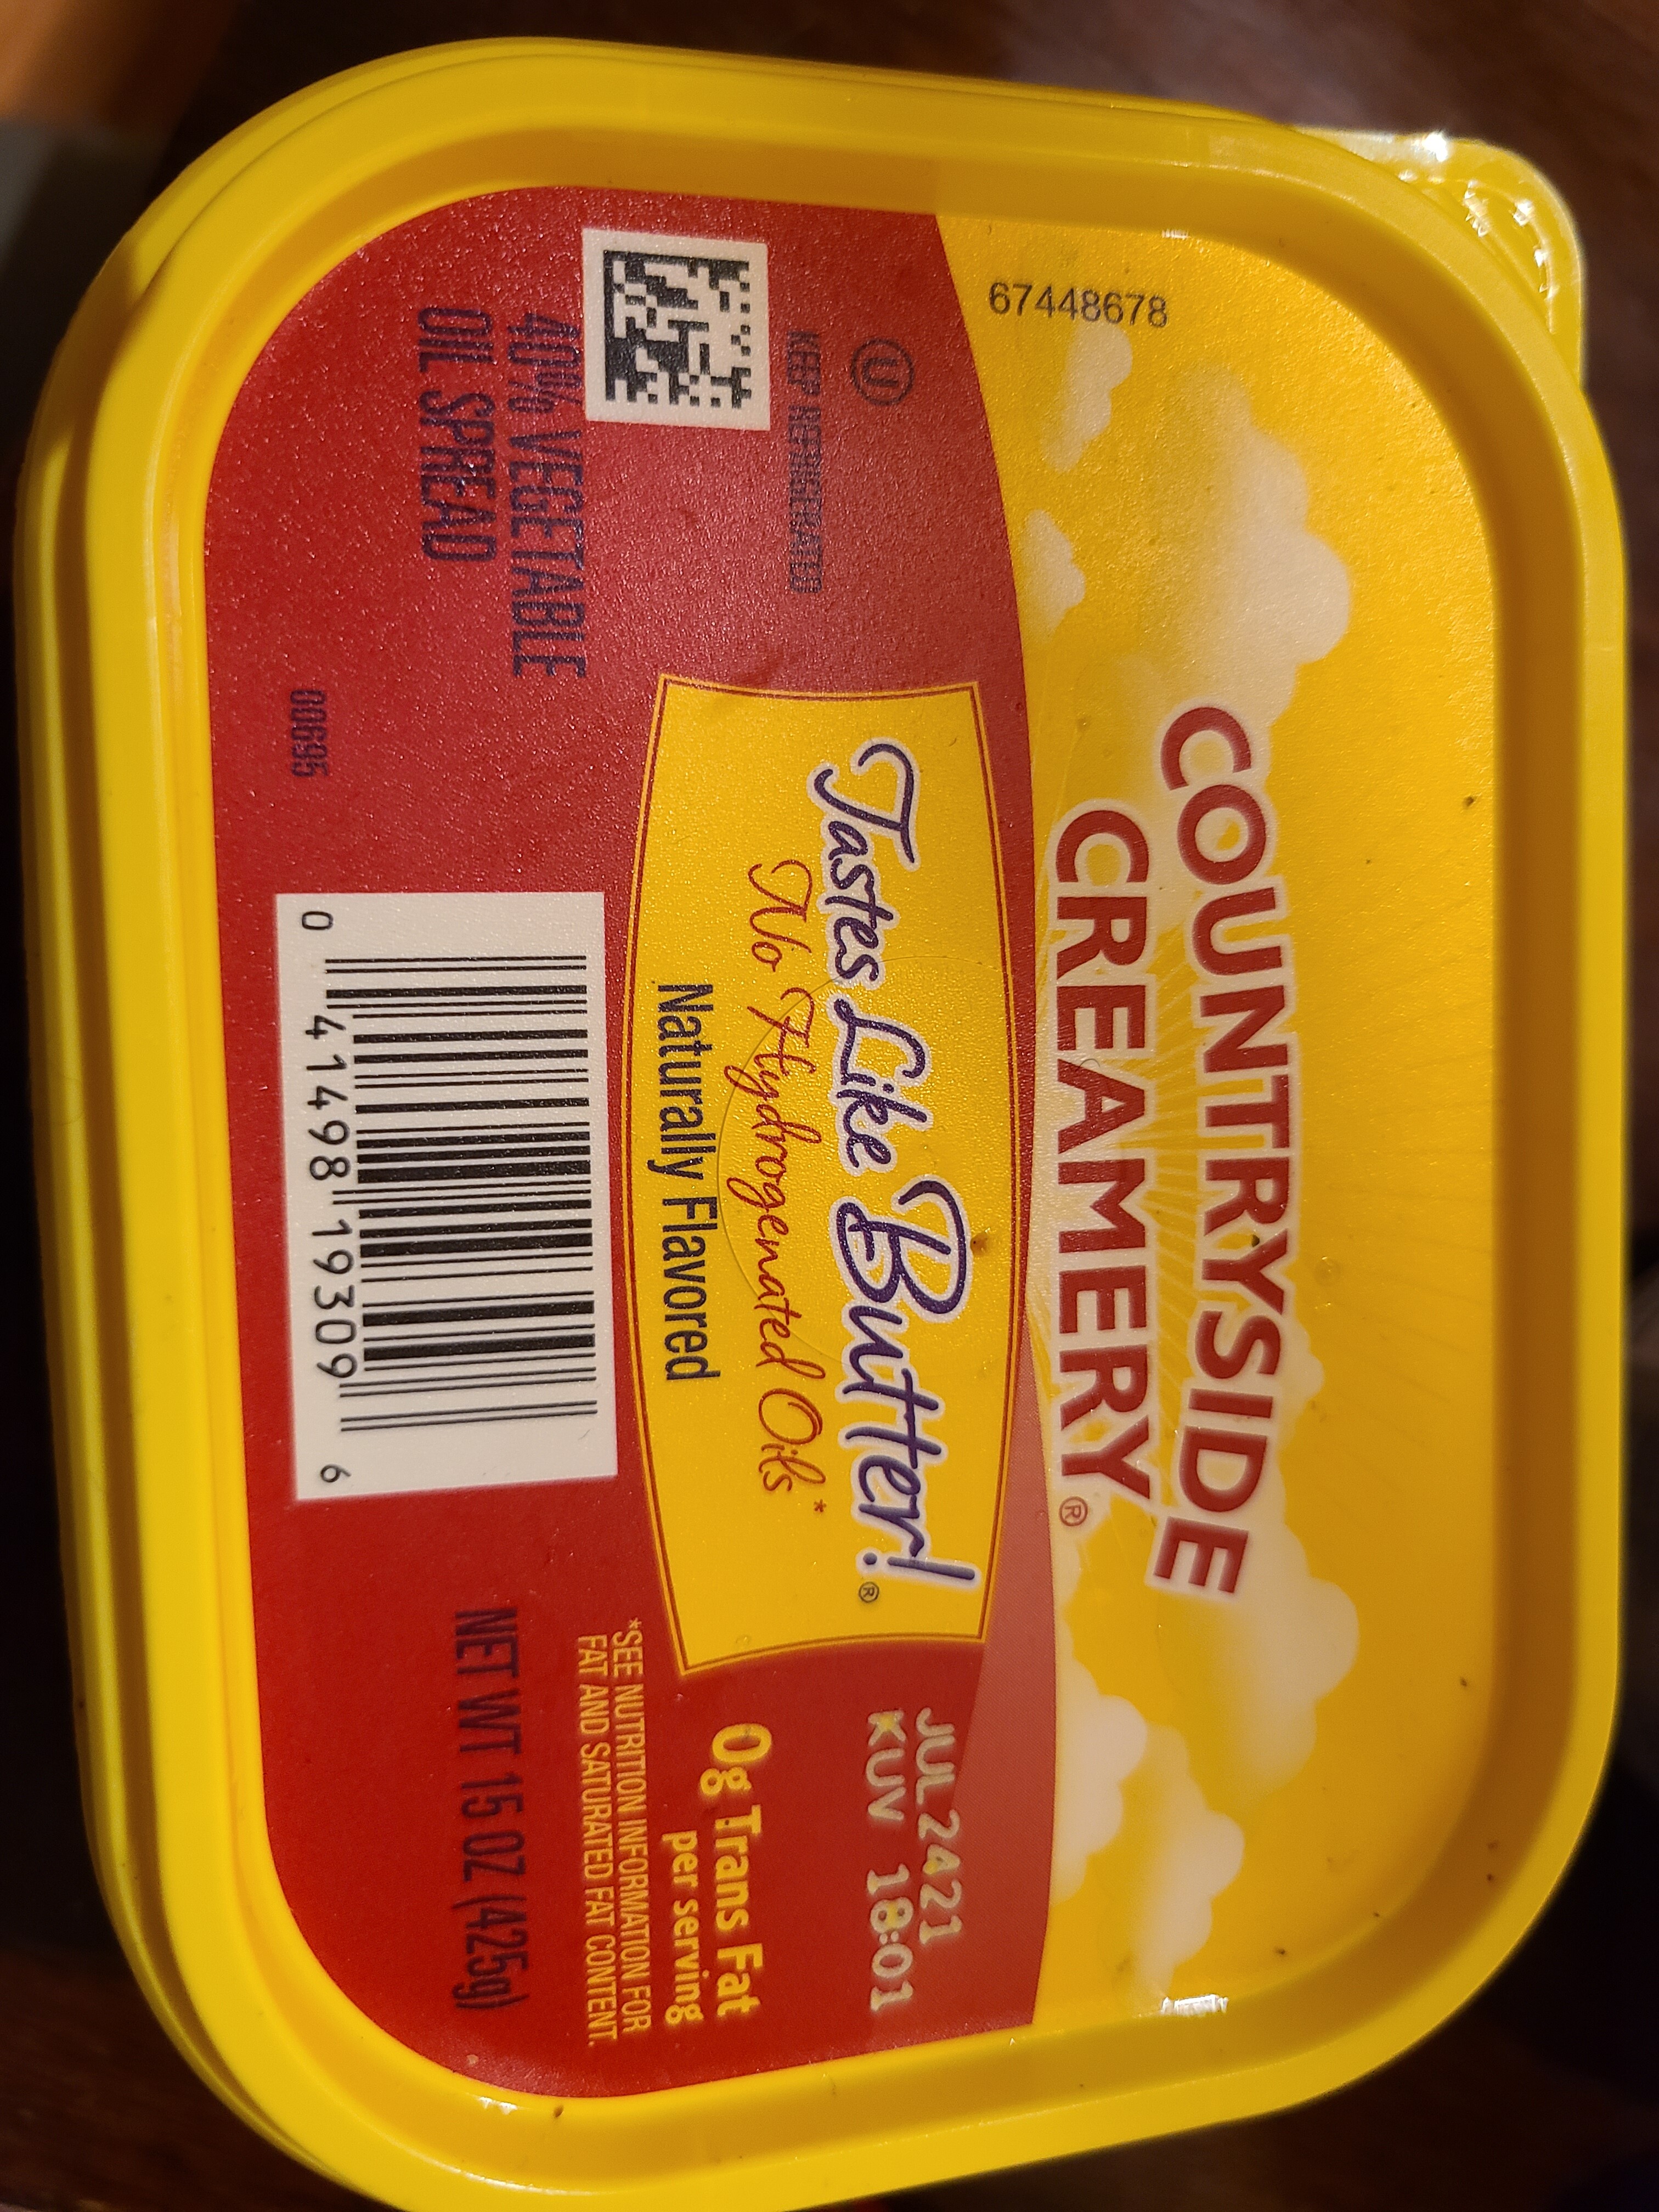 67448678
COUNTRYSIDE
CREAMERY®
U
KEEP REFRIGERATED
Tastes Like Butter!®
No Hydrogenated Oils*
Naturally Flavored
JUL 2421
KUV 18:01
0g Trans Fat
per serving
*SEE NUTRITION INFORMATION FOR
FAT AND SATURATED FAT CONTENT.
40% VEGETABLE
OIL SPREAD
00695
0 41498 19309 6
NET WT 15 OZ (425g)